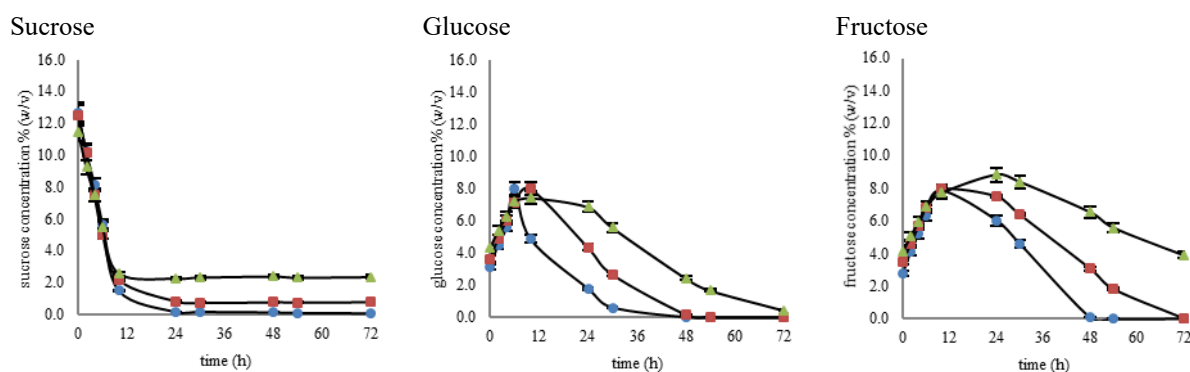 Sucrose
16.0
14.0
12.0
10.0
8.0
6.0
4.0
2.0
0.0
sucrose concentration % (w/v)
0 12 24 36 48 60 72
time (h)
Glucose
16.0
14.0
12.0
10.0
8.0
6.0
4.0
2.0
0.0
glucose concentration % (w/v)
0 12 24 36 48 60 72
time (h)
Fructose
16.0
14.0
12.0
10.0
8.0
6.0
4.0
2.0
0.0
fructose concentration % (w/v)
0 12 24 36 48 60 72
time (h)